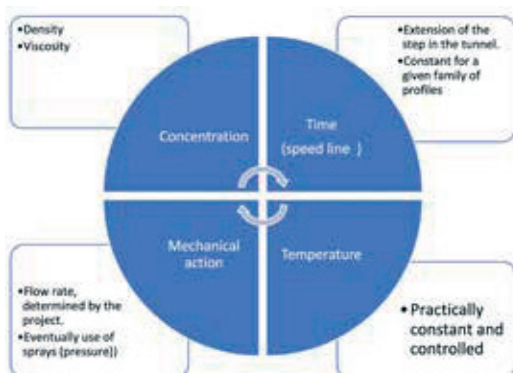 •Density
•Viscosity
•Extension of the
step in the tunnel.
•Constant for a
given family of
profiles
Concentration
Time
(speed line )
Mechanical
action
Temperature
•Flow rate,
determined by the
project.
•Eventually use of
sprays (pressure))
•Practically
constant and
controlled